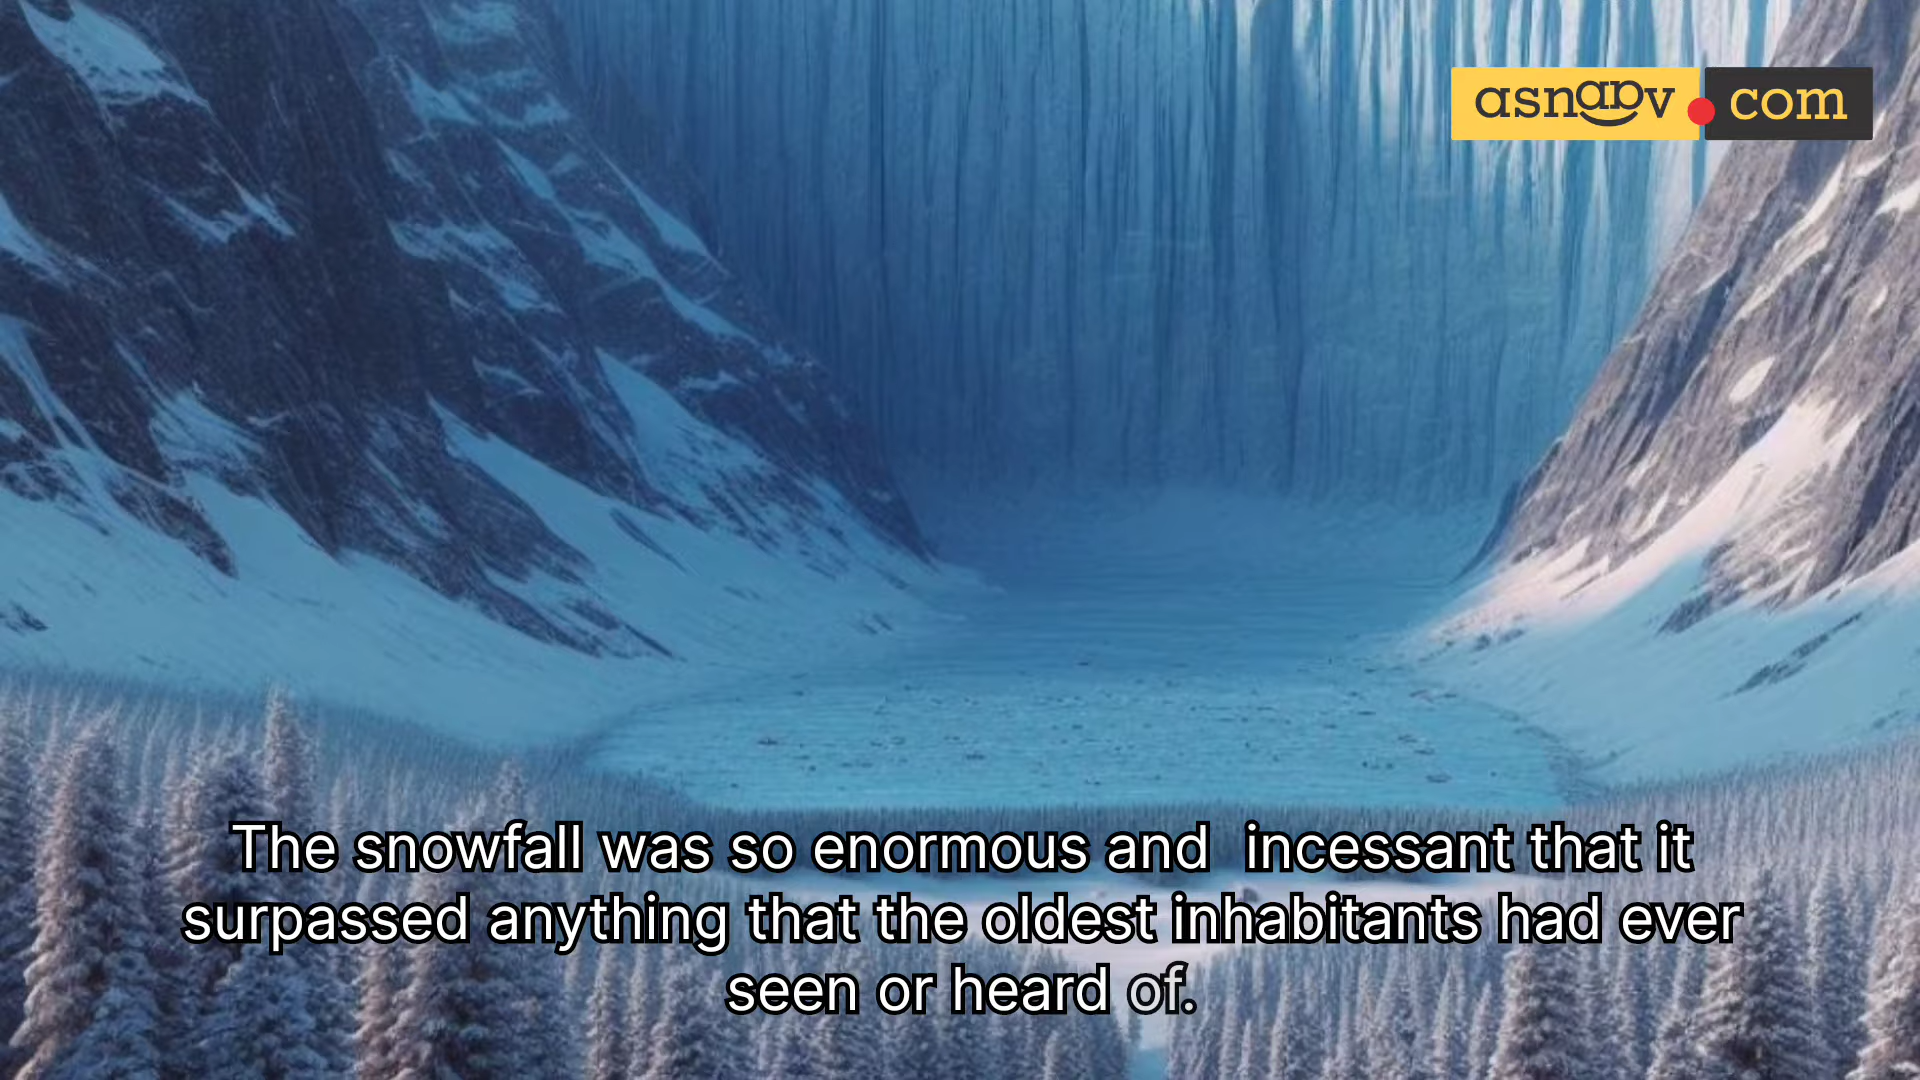 asnaav.com
The snowfall was so enormous and  incessant that it
surpassed anything that the oldest inhabitants had ever
seen or heard of.